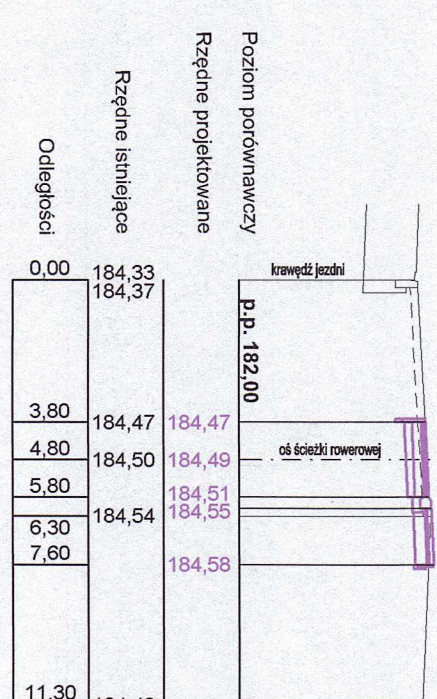 Poziom porównawczy
Rzędne projektowane
Rzędne istniejące
Odległości
0,00 184,33 krawędź jezdni
184,37
p.p. 182,00
3,80 184,47 184,47
4,80 184,50 184,49 oś ścieżki rowerowej
5,80 184,51
184,54 184,55
6,30
7,60
184,58
11,30